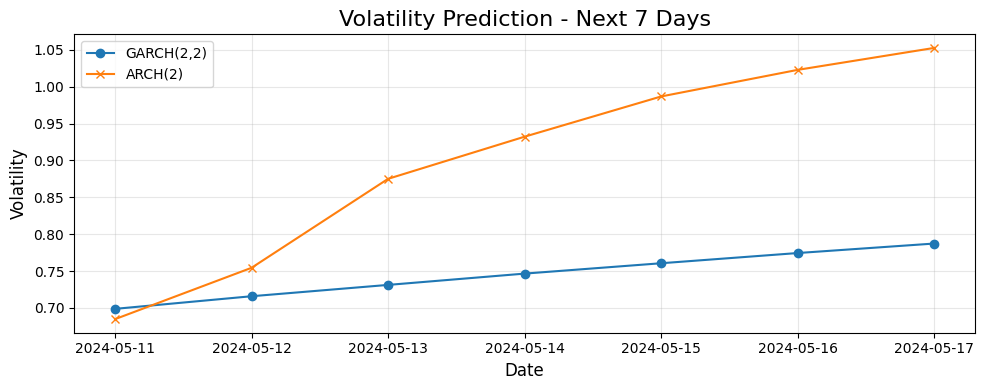 Volatility Prediction - Next 7 Days
GARCH(2,2)
ARCH(2)
Volatility
1.05
1.00
0.95
0.90
0.85
0.80
0.75
0.70
2024-05-11 2024-05-12 2024-05-13 2024-05-14 2024-05-15 2024-05-16 2024-05-17
Date